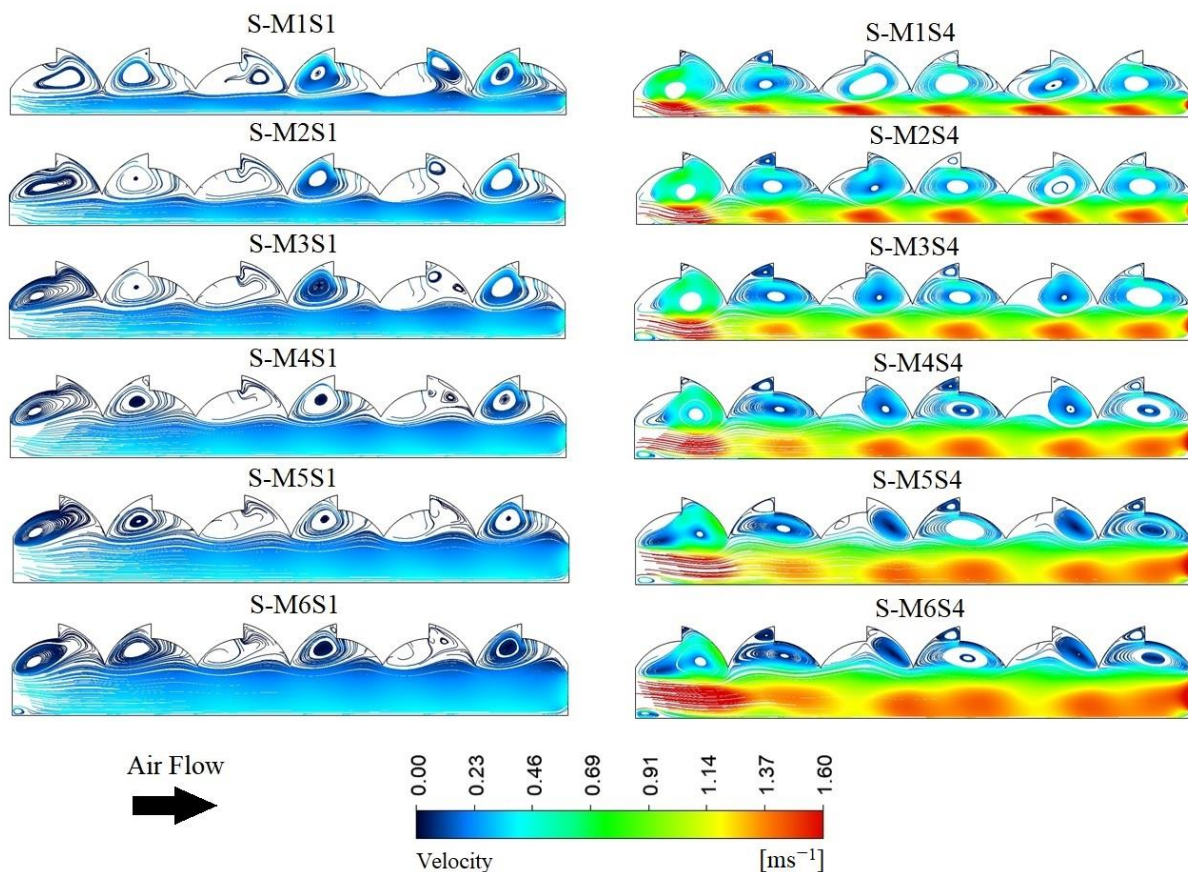 S-M1S1
S-M1S4
S-M2S1
S-M2S4
S-M3S1
S-M3S4
S-M4S1
S-M4S4
S-M5S1
S-M5S4
S-M6S1
S-M6S4
Air Flow
0.00
0.23
0.46
0.69
0.91
1.14
1.37
1.60
Velocity
[ms⁻¹]